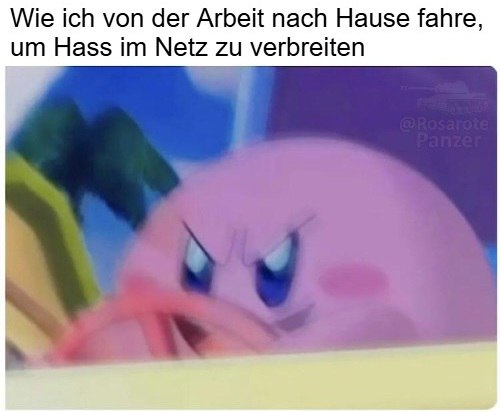 Wie ich von der Arbeit nach Hause fahre,
um Hass im Netz zu verbreiten
@Rosarote
Panzer